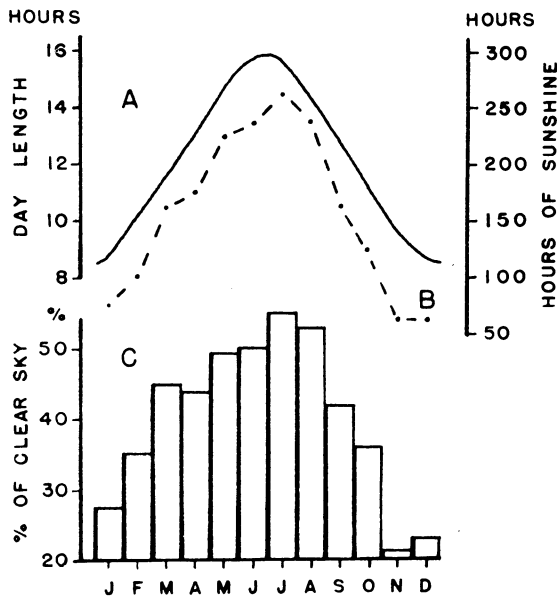 HOURS
HOURS
16
14
12
10
8
DAY LENGTH
A
300
250
200
150
100
50
HOURS OF SUNSHINE
B
%
50
40
30
20
% OF CLEAR SKY
C
J F M A M J J A S O N D